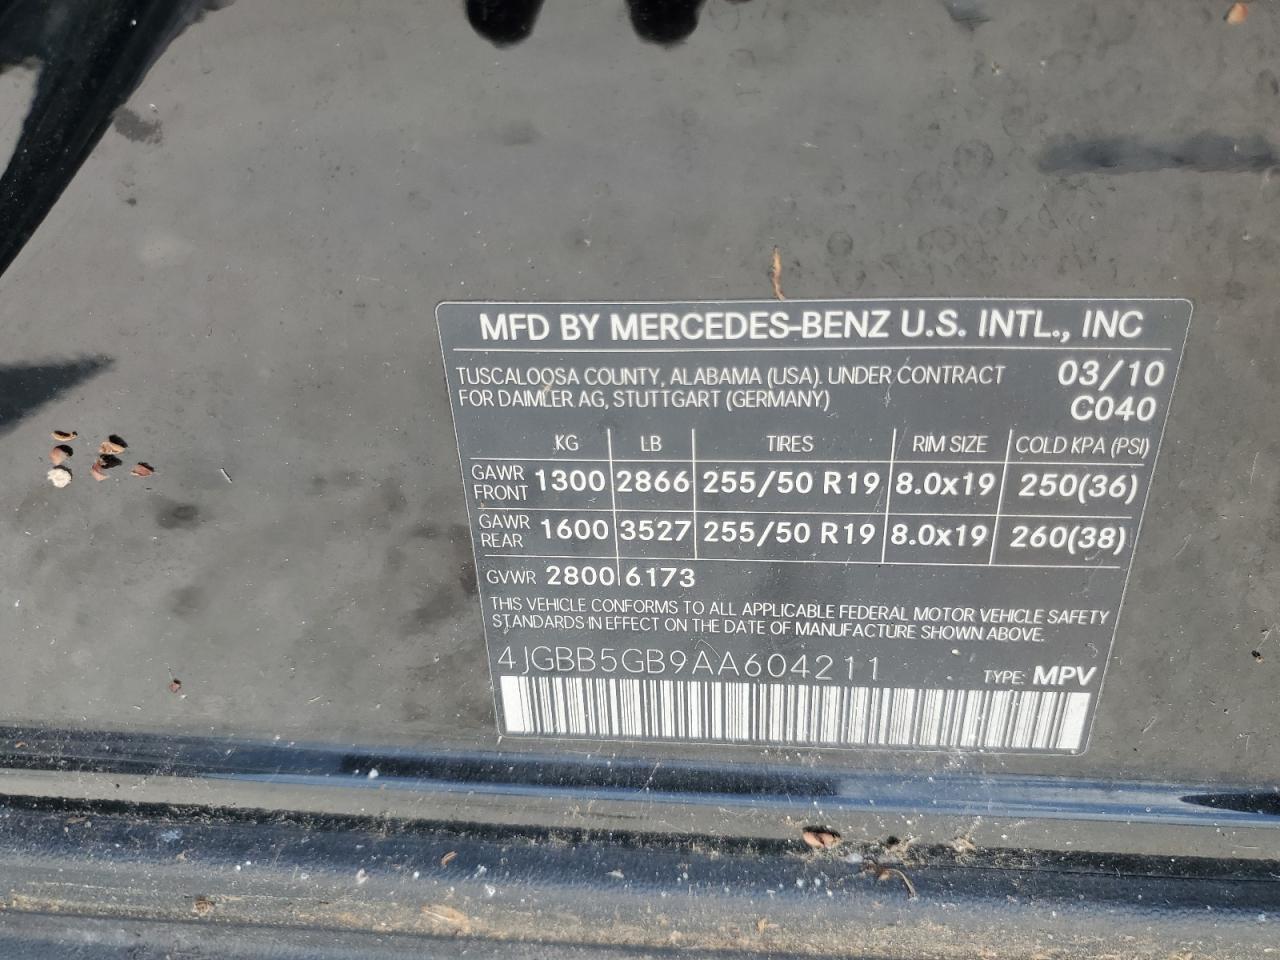 MFD BY MERCEDES-BENZ U.S. INTL., INC
TUSCALOOSA COUNTY, ALABAMA (USA). UNDER CONTRACT 03/10
FOR DAIMLER AG, STUTTGART (GERMANY) C040
KG LB TIRES RIM SIZE COLD KPA (PSI)
GAWR FRONT 1300 2866 255/50 R19 8.0x19 250(36)
GAWR REAR 1600 3527 255/50 R19 8.0x19 260(38)
GVWR 2800 6173
THIS VEHICLE CONFORMS TO ALL APPLICABLE FEDERAL MOTOR VEHICLE SAFETY
STANDARDS IN EFFECT ON THE DATE OF MANUFACTURE SHOWN ABOVE.
4JGBB5GB9AA604211 TYPE: MPV